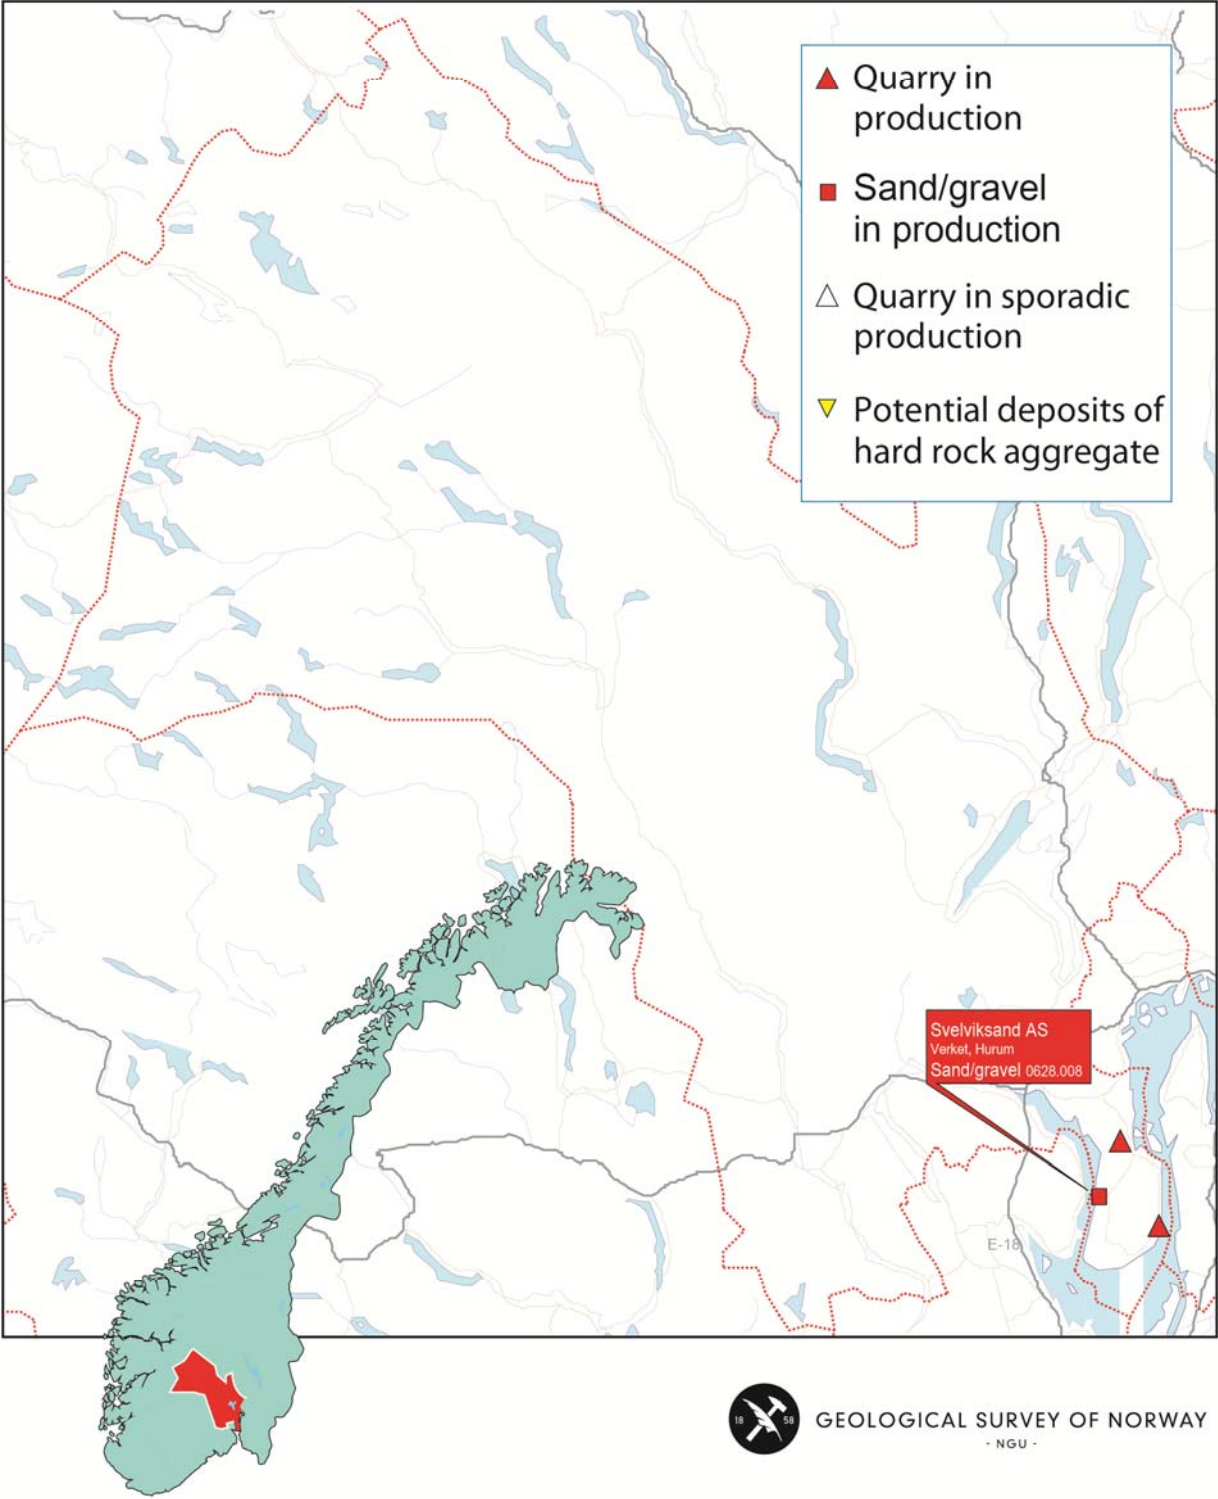 Quarry in
production
Sand/gravel
in production
Quarry in sporadic
production
Potential deposits of
hard rock aggregate
Svelviksand AS
Verket, Hurum
Sand/gravel 0628.008
E-18
18 58
GEOLOGICAL SURVEY OF NORWAY
- NGU -